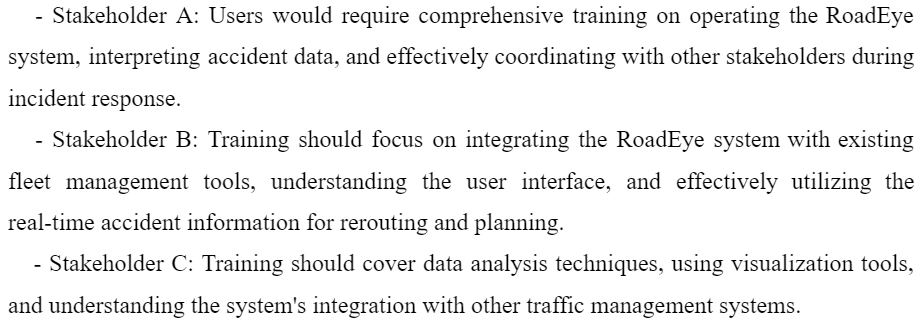 - Stakeholder A: Users would require comprehensive training on operating the RoadEye
system, interpreting accident data, and effectively coordinating with other stakeholders during
incident response.
- Stakeholder B: Training should focus on integrating the RoadEye system with existing
fleet management tools, understanding the user interface, and effectively utilizing the
real-time accident information for rerouting and planning.
- Stakeholder C: Training should cover data analysis techniques, using visualization tools,
and understanding the system's integration with other traffic management systems.